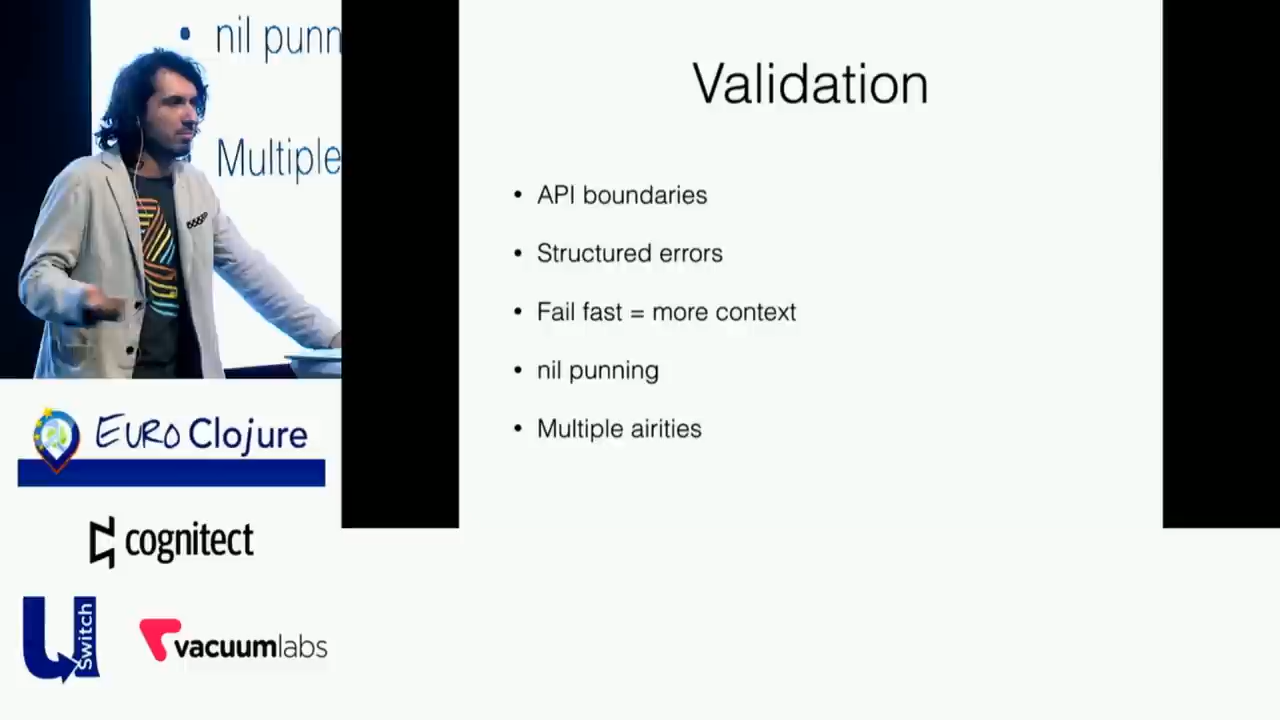 nil punn
Multiple
Validation
• API boundaries
• Structured errors
• Fail fast = more context
• nil punning
• Multiple airities
EURO Clojure
cognitect
uSwitch
vacuumlabs